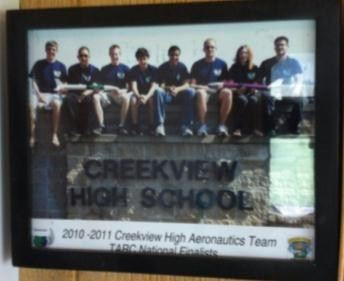 CREEKVIEW
HIGH SCHOOL
2010 -2011 Creekview High Aeronautics Team
TARC National Finalists